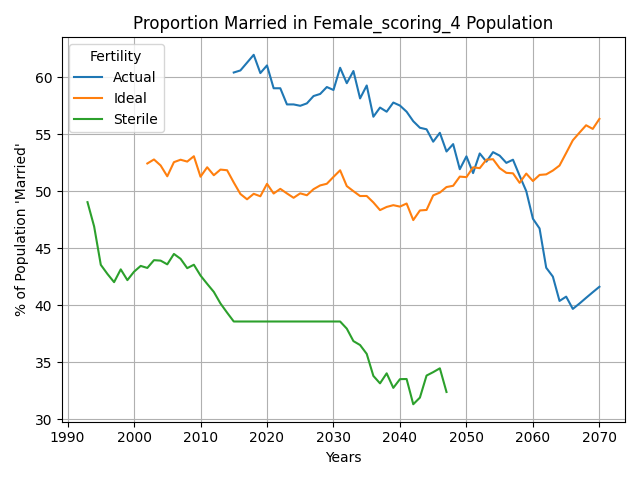 Proportion Married in Female_scoring_4 Population
Fertility
Actual
Ideal
Sterile
% of Population 'Married'
60
55
50
45
40
35
30
1990 2000 2010 2020 2030 2040 2050 2060 2070
Years